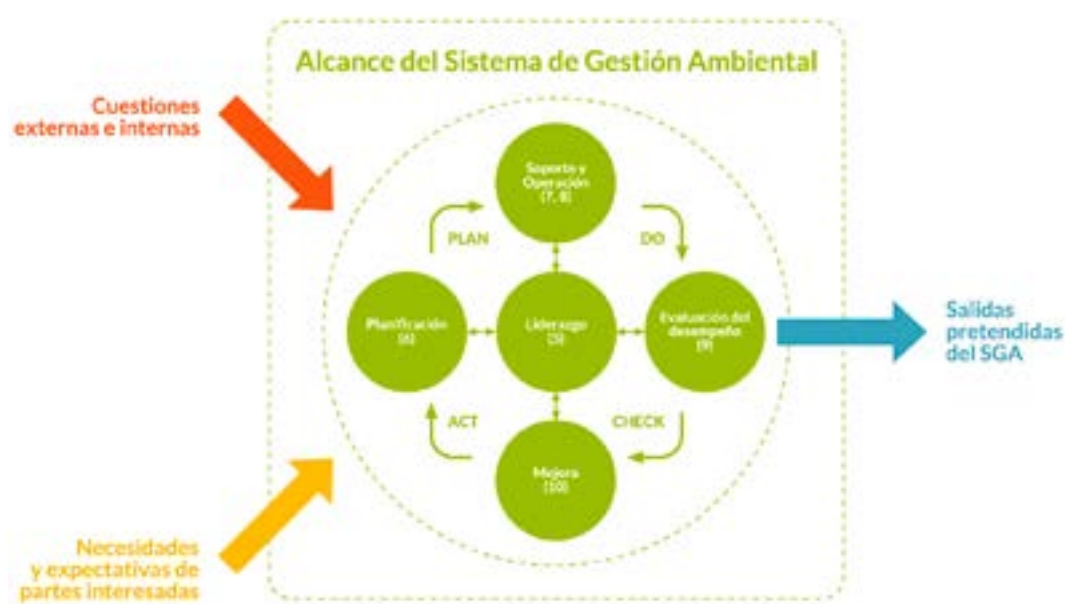 Alcance del Sistema de Gestión Ambiental
Cuestiones
externas e internas
Soporte y
Operación
(7, 8)
PLAN
DO
Planificación
(6)
Liderazgo
(5)
Evaluación del
desempeño
(9)
Salidas
pretendidas
del SGA
ACT
CHECK
Mejora
(10)
Necesidades
y expectativas de
partes interesadas